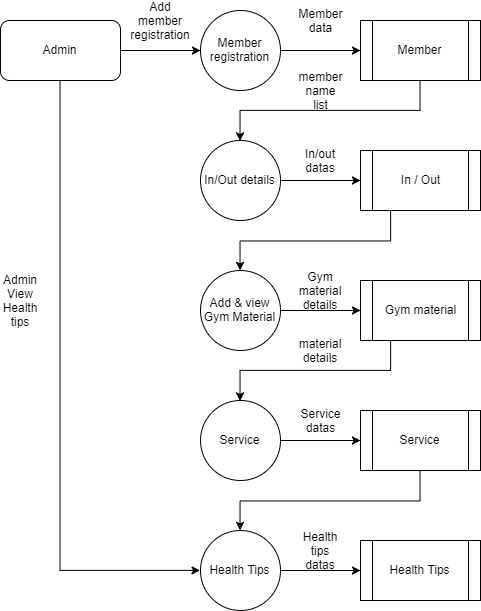 Add
member
registration
Member
data
Admin
Member
registration
Member
member
name
list
In/Out details
In/out
datas
In / Out
Admin
View
Health
tips
Add & view
Gym Material
Gym
material
details
Gym material
material
details
Service
Service
datas
Service
Health Tips
Health
tips
datas
Health Tips